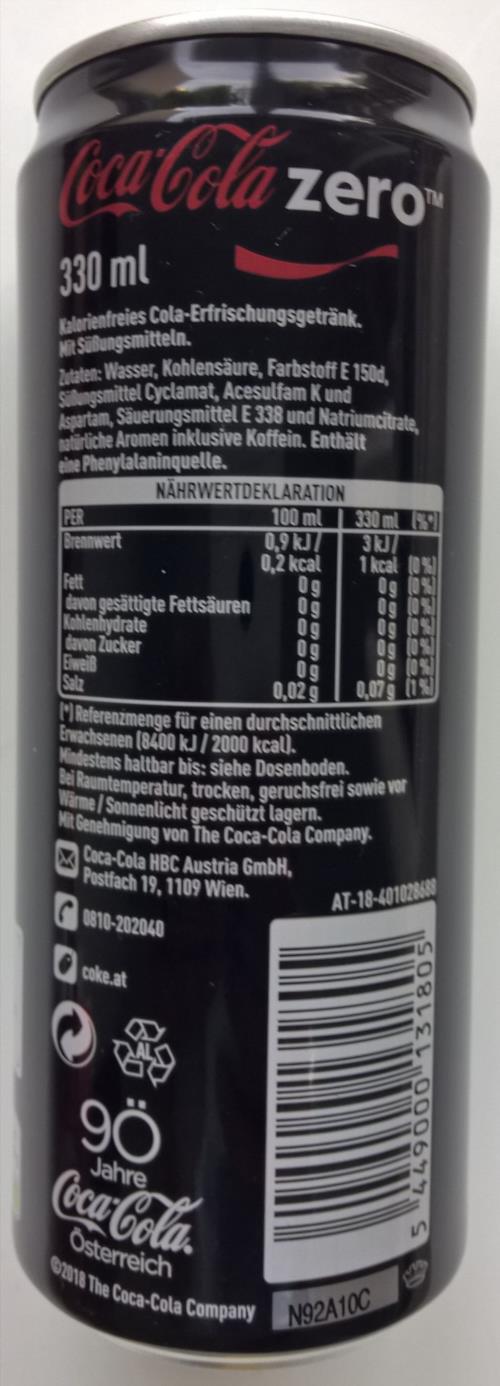 Coca-Cola zero™
330 ml
Kalorienfreies Cola-Erfrischungsgetränk.
Mit Süßungsmitteln.
Zutaten: Wasser, Kohlensäure, Farbstoff E 150d,
Süßungsmittel Cyclamat, Acesulfam K und
Aspartam, Säuerungsmittel E 338 und Natriumcitrate,
natürliche Aromen inklusive Koffein. Enthält
eine Phenylalaninquelle.
NÄHRWERTDEKLARATION
PER 100 ml 330 ml (%*)
Brennwert 0,9 kJ/ 3 kJ/
0,2 kcal 1 kcal (0%)
Fett 0 g 0 g (0%)
davon gesättigte Fettsäuren 0 g 0 g (0%)
Kohlenhydrate 0 g 0 g (0%)
davon Zucker 0 g 0 g (0%)
Eiweiß 0 g 0 g (0%)
Salz 0,02 g 0,07 g (1%)
(*) Referenzmenge für einen durchschnittlichen
Erwachsenen (8400 kJ / 2000 kcal).
Mindestens haltbar bis: siehe Dosenboden.
Bei Raumtemperatur, trocken, geruchsfrei sowie vor
Wärme / Sonnenlicht geschützt lagern.
Mit Genehmigung von The Coca-Cola Company.
Coca-Cola HBC Austria GmbH,
Postfach 19, 1109 Wien.
AT-18-401028688
0810-202040
coke.at
AL
5 449000 131805
90
Jahre
Coca-Cola.
Österreich
©2018 The Coca-Cola Company
N92A10C